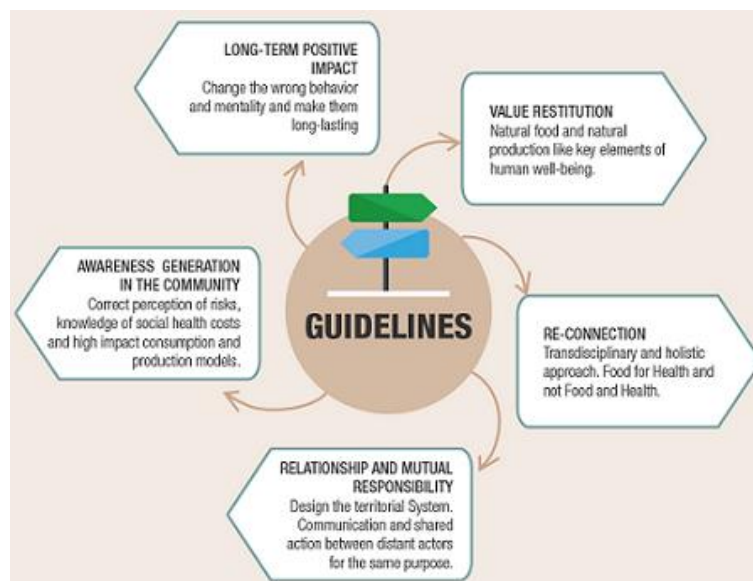 LONG-TERM POSITIVE
IMPACT
Change the wrong behavior
and mentality and make them
long-lasting
VALUE RESTITUTION
Natural food and natural
production like key elements of
human well-being.
AWARENESS GENERATION
IN THE COMMUNITY
Correct perception of risks,
knowledge of social health costs
and high impact consumption and
production models.
GUIDELINES
RE-CONNECTION
Transdisciplinary and holistic
approach. Food for Health and
not Food and Health.
RELATIONSHIP AND MUTUAL
RESPONSIBILITY
Design the territorial System.
Communication and shared
action between distant actors
for the same purpose.